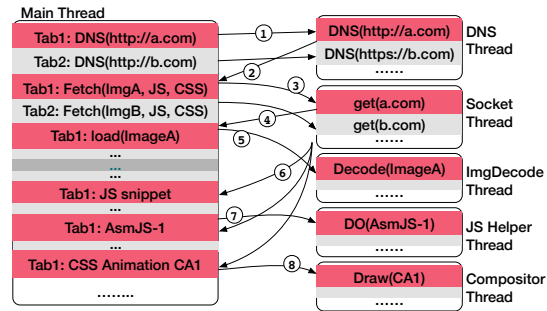 Main Thread
Tab1: DNS(http://a.com)
Tab2: DNS(http://b.com)
Tab1: Fetch(ImgA, JS, CSS)
Tab2: Fetch(ImgB, JS, CSS)
Tab1: load(ImageA)
...
...
...
Tab1: JS snippet
...
Tab1: AsmJS-1
...
Tab1: CSS Animation CA1
........
1
2
3
4
5
6
7
8
DNS(http://a.com)
DNS(https://b.com)
......
DNS
Thread
get(a.com)
get(b.com)
......
Socket
Thread
Decode(ImageA)
......
ImgDecode
Thread
DO(AsmJS-1)
......
JS Helper
Thread
Draw(CA1)
......
Compositor
Thread